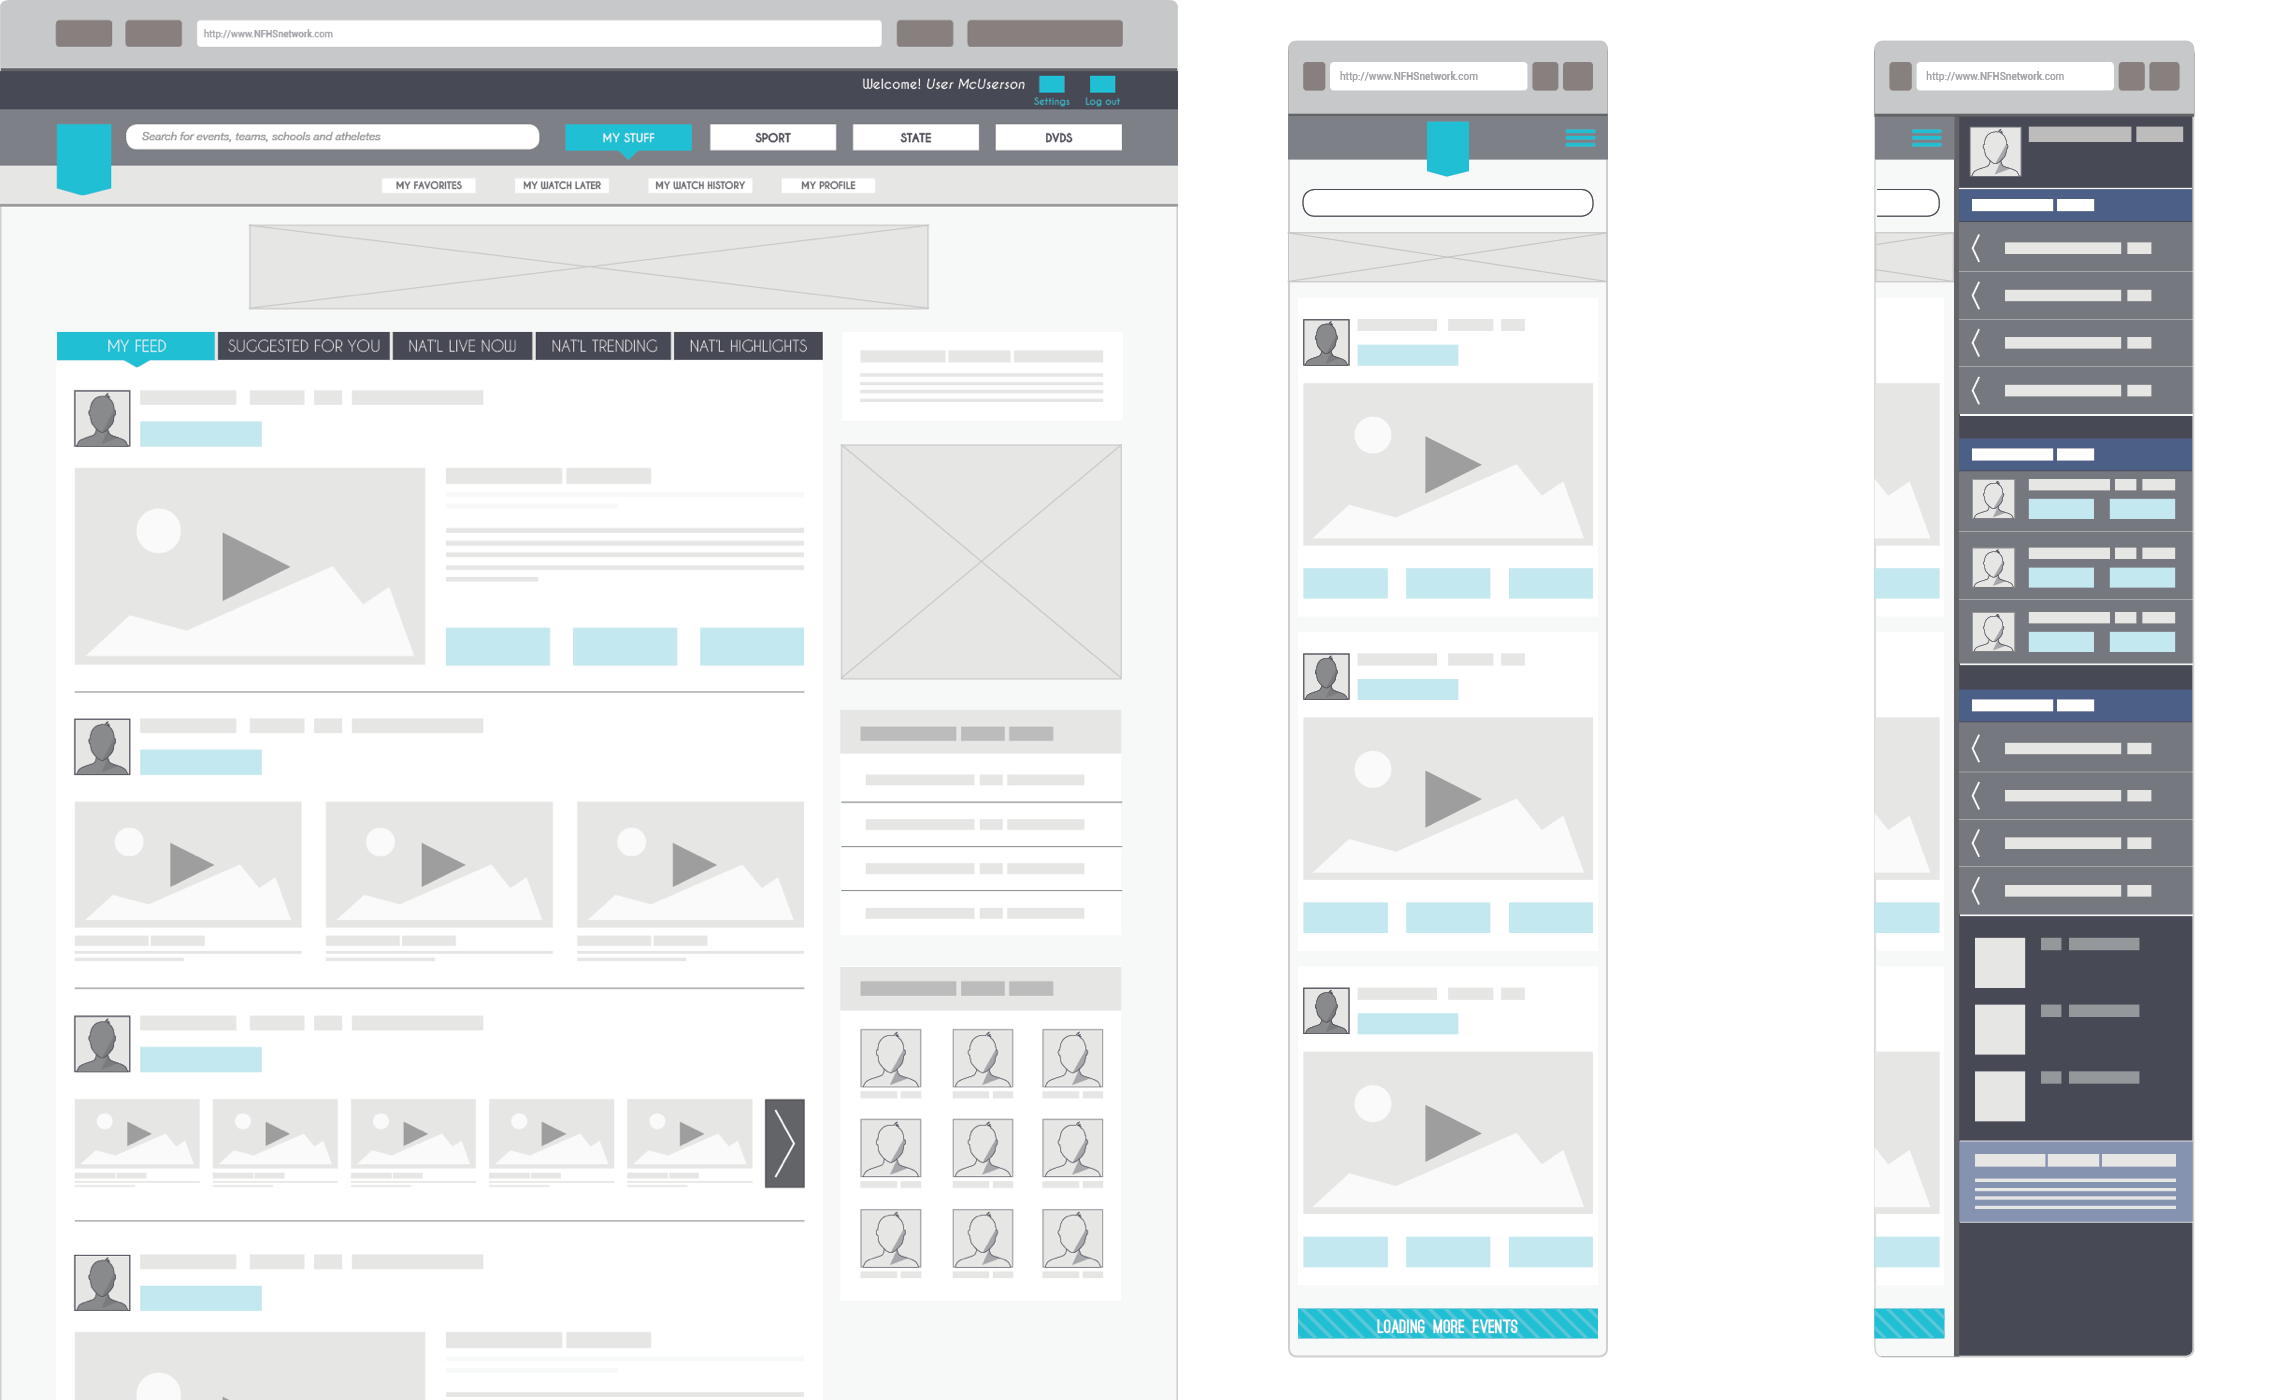 http://www.NFHSnetwork.com
Welcome! User McUserson
Settings
Log out
Search for events, teams, schools and atheletes
MY STUFF
SPORT
STATE
DVDS
MY FAVORITES
MY WATCH LATER
MY WATCH HISTORY
MY PROFILE
MY FEED
SUGGESTED FOR YOU
NAT'L LIVE NOW
NAT'L TRENDING
NAT'L HIGHLIGHTS
http://www.NFHSnetwork.com
LOADING MORE EVENTS
http://www.NFHSnetwork.com